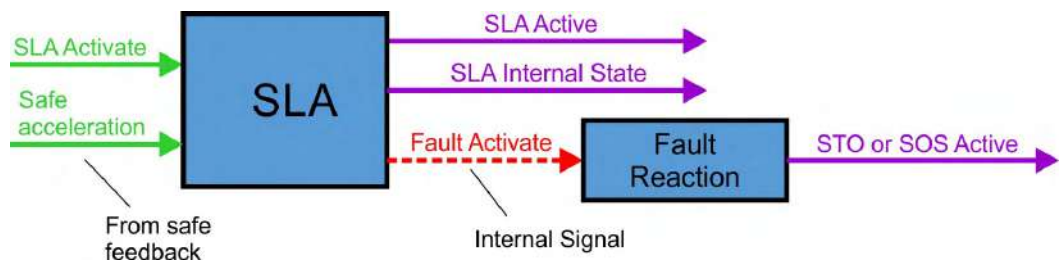 SLA Activate
Safe
acceleration
SLA
SLA Active
SLA Internal State
Fault Activate
Fault
Reaction
STO or SOS Active
From safe
feedback
Internal Signal